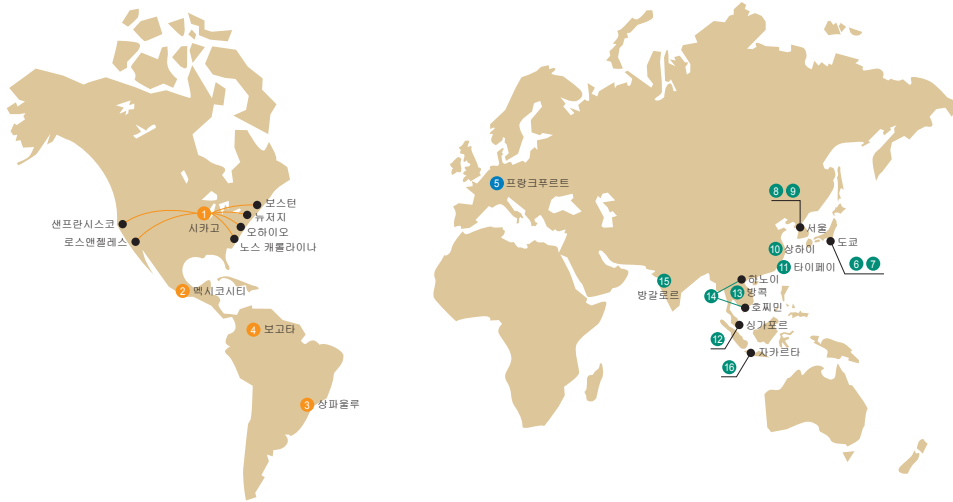 8 9
5 프랑크푸르트
보스턴
1
뉴저지
샌프란시스코
시카고
오하이오
서울
로스앤젤레스
노스 캐롤라이나
도쿄
10 상하이
6 7
11 타이페이
15
하노이
2 멕시코시티
방갈로르
14
13 방콕
호찌민
4 보고타
싱가포르
12
자카르타
16
3 상파울루